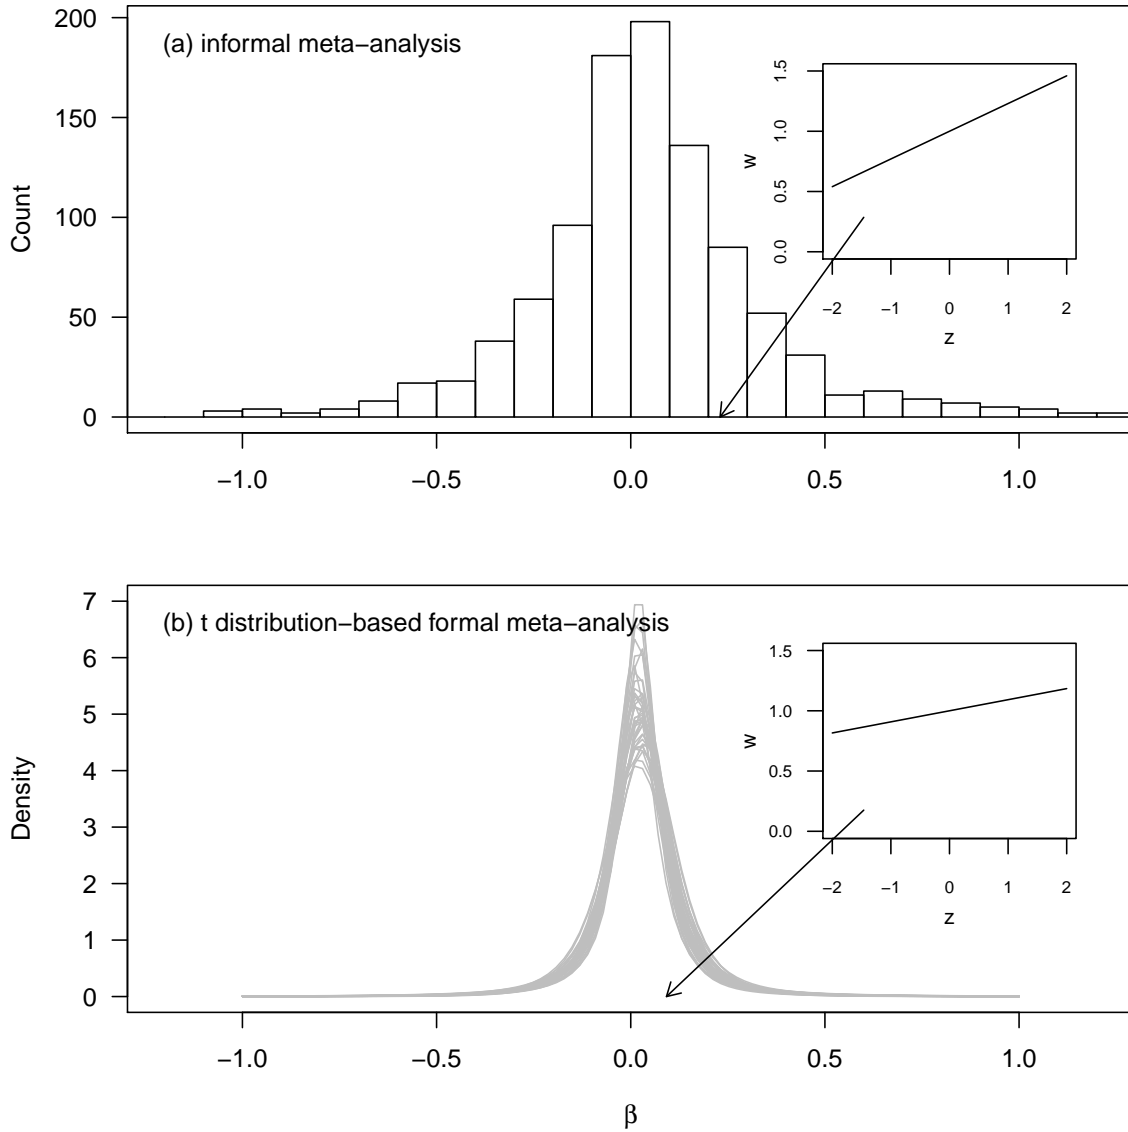 (a) informal meta−analysis
Count
200
150
100
50
0
−1.0 −0.5 0.0 0.5 1.0
w
1.5
1.0
0.5
0.0
−2 −1 0 1 2
z
(b) t distribution−based formal meta−analysis
Density
7
6
5
4
3
2
1
0
−1.0 −0.5 0.0 0.5 1.0
β
w
1.5
1.0
0.5
0.0
−2 −1 0 1 2
z